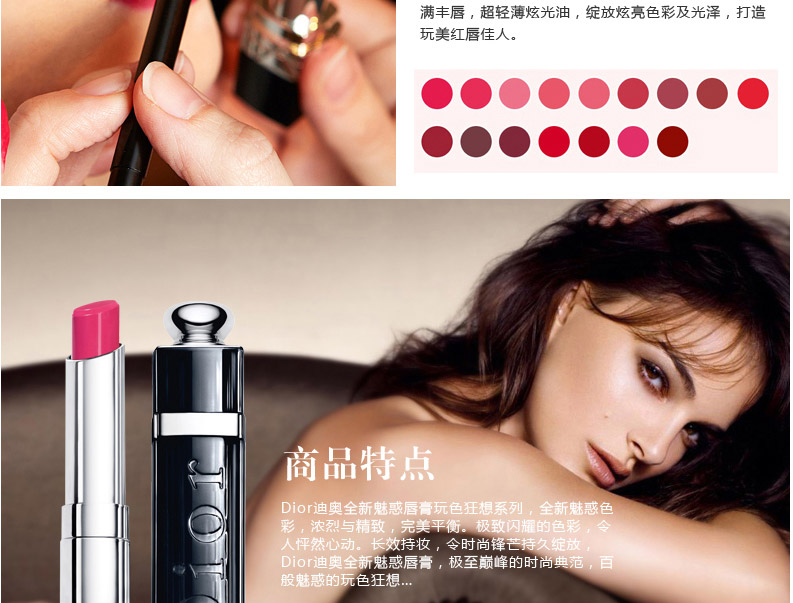 满丰唇，超轻薄炫光油，绽放炫亮色彩及光泽，打造
玩美红唇佳人。
Dior
商品特点
Dior迪奥全新魅惑唇膏玩色狂想系列，全新魅惑色
彩，浓烈与精致，完美平衡。极致闪耀的色彩，令
人怦然心动。长效持妆，令时尚锋芒持久绽放，
Dior迪奥全新魅惑唇膏，极至巅峰的时尚典范，百
般魅惑的玩色狂想...